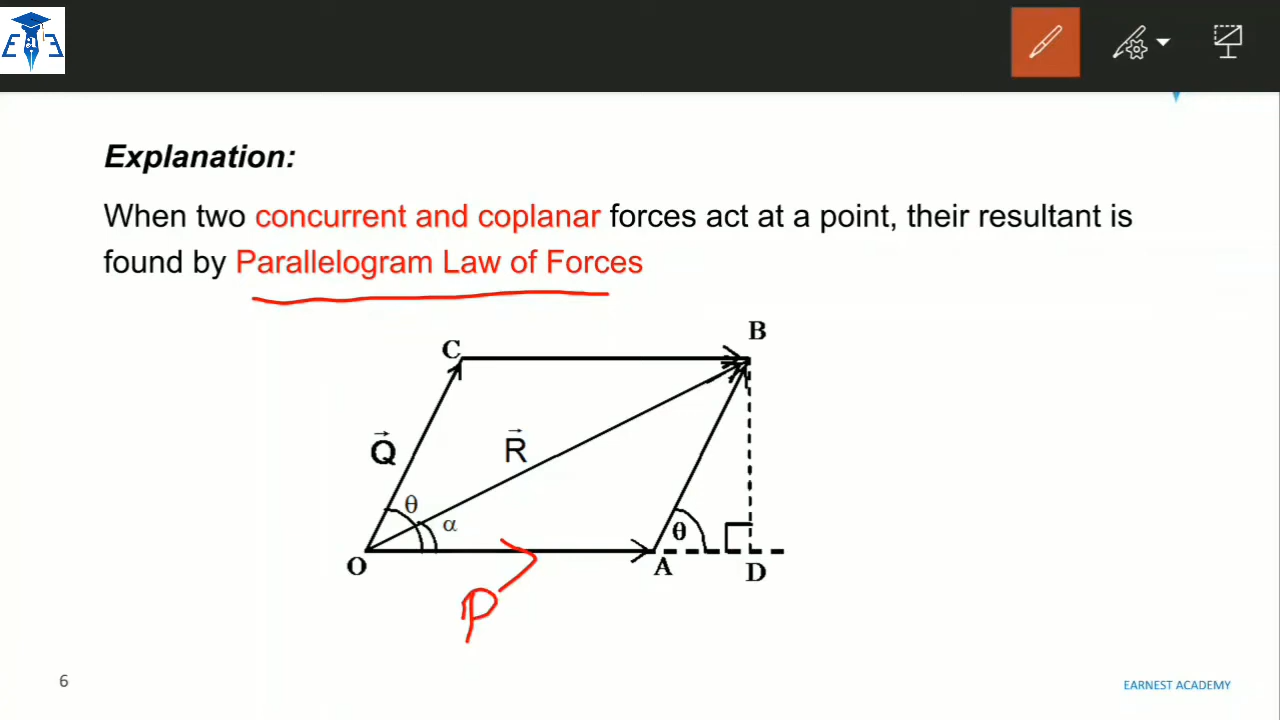 Explanation:
When two concurrent and coplanar forces act at a point, their resultant is
found by Parallelogram Law of Forces
B
C
Q⃗
R⃗
θ
α
θ
O
A
D
P
6
EARNEST ACADEMY